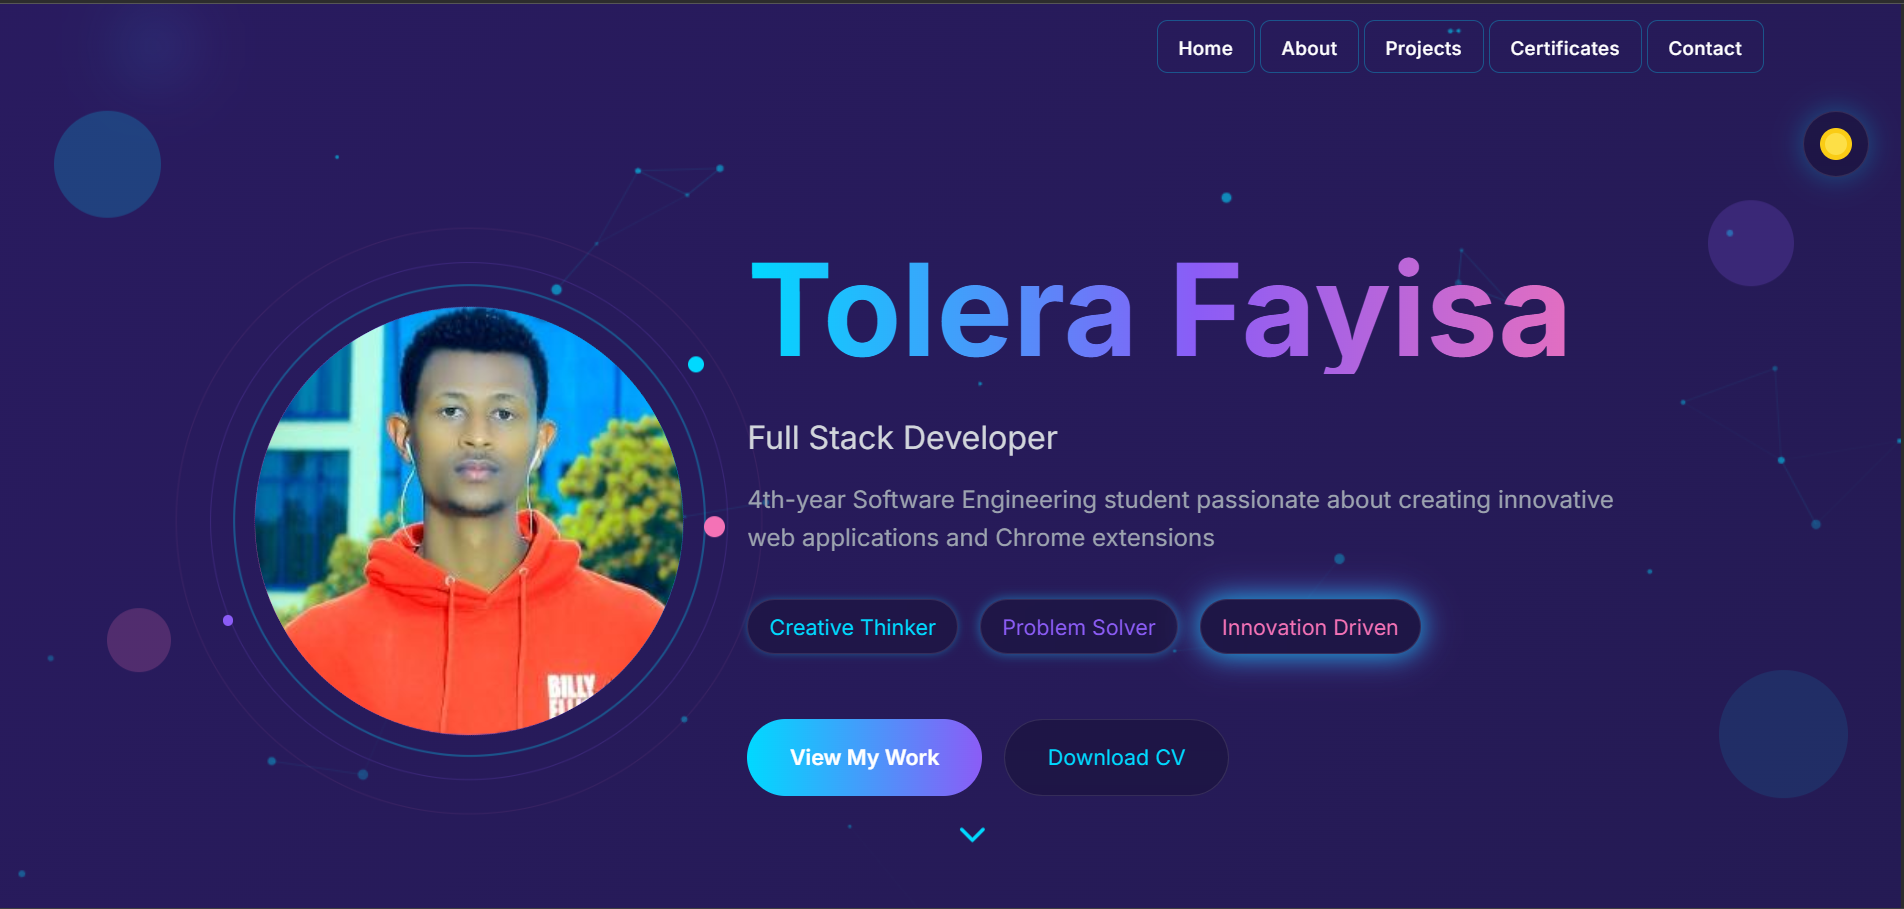 Home About Projects Certificates Contact
Tolera Fayisa
Full Stack Developer
4th-year Software Engineering student passionate about creating innovative
web applications and Chrome extensions
Creative Thinker Problem Solver Innovation Driven
BILLY
View My Work Download CV